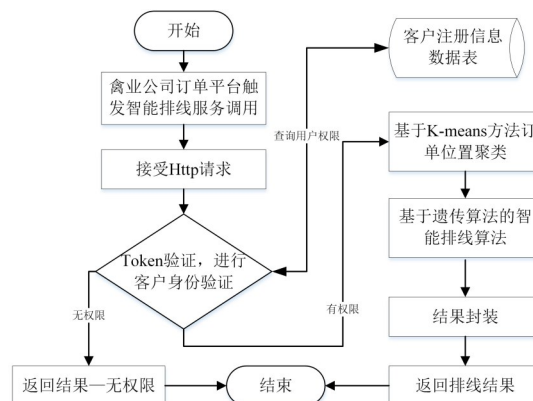 开始
禽业公司订单平台触
发智能排线服务调用
接受Http请求
Token验证，进行
客户身份验证
无权限
返回结果—无权限
结束
客户注册信息
数据表
查询用户权限
基于K-means方法订
单位置聚类
基于遗传算法的智
能排线算法
有权限
结果封装
返回排线结果